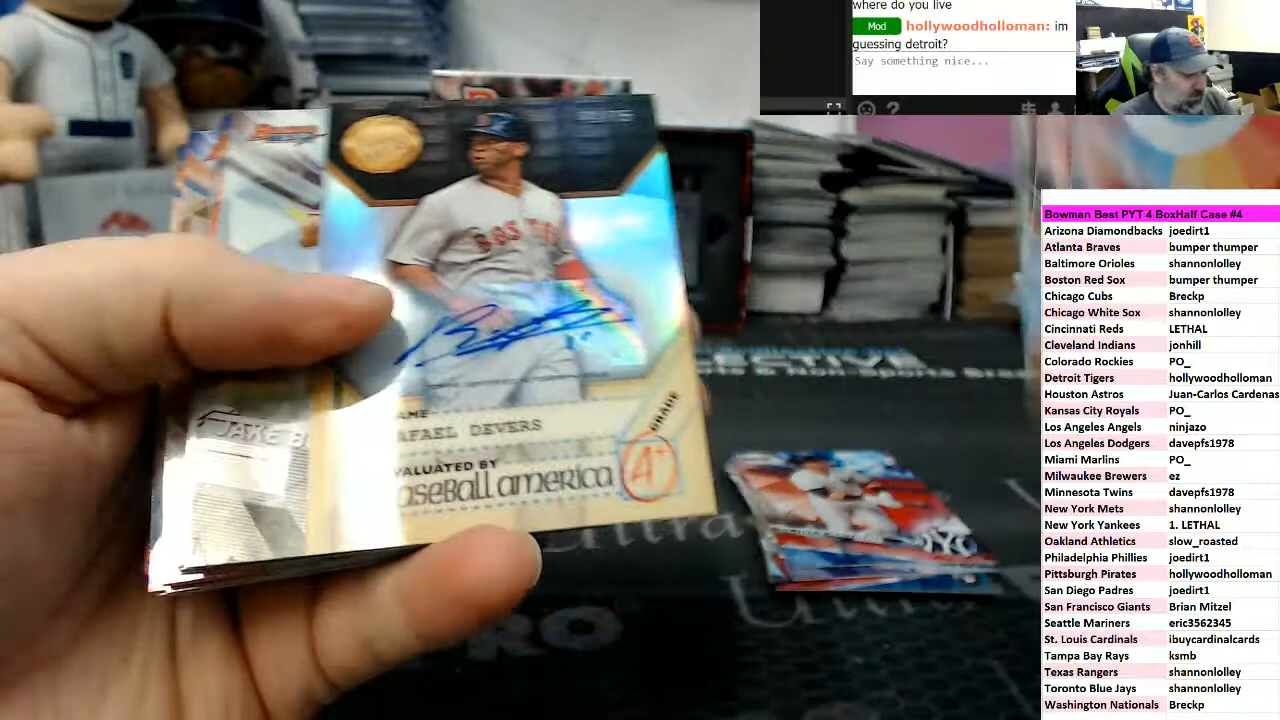 where do you live
Mod hollywoodholloman: im
guessing detroit?
Say something nice...
Bowman Best PYT 4 BoxHalf Case #4
Arizona Diamondbacks joedirt1
Atlanta Braves bumper thumper
Baltimore Orioles shannonlolley
Boston Red Sox bumper thumper
Chicago Cubs Breckp
Chicago White Sox shannonlolley
Cincinnati Reds LETHAL
Cleveland Indians jonhill
Colorado Rockies PO_
Detroit Tigers hollywoodholloman
Houston Astros Juan-Carlos Cardenas
Kansas City Royals PO_
Los Angeles Angels ninjazo
Los Angeles Dodgers davepfs1978
Miami Marlins PO_
Milwaukee Brewers ez
Minnesota Twins davepfs1978
New York Mets shannonlolley
New York Yankees 1. LETHAL
Oakland Athletics slow_roasted
Philadelphia Phillies joedirt1
Pittsburgh Pirates hollywoodholloman
San Diego Padres joedirt1
San Francisco Giants Brian Mitzel
Seattle Mariners eric3562345
St. Louis Cardinals ibuycardinalcards
Tampa Bay Rays ksmb
Texas Rangers shannonlolley
Toronto Blue Jays shannonlolley
Washington Nationals Breckp
BOSTON
AME
AFAEL DEVERS
VALUATED BY
aseball america
GRADE
A+
JAKE B
RO